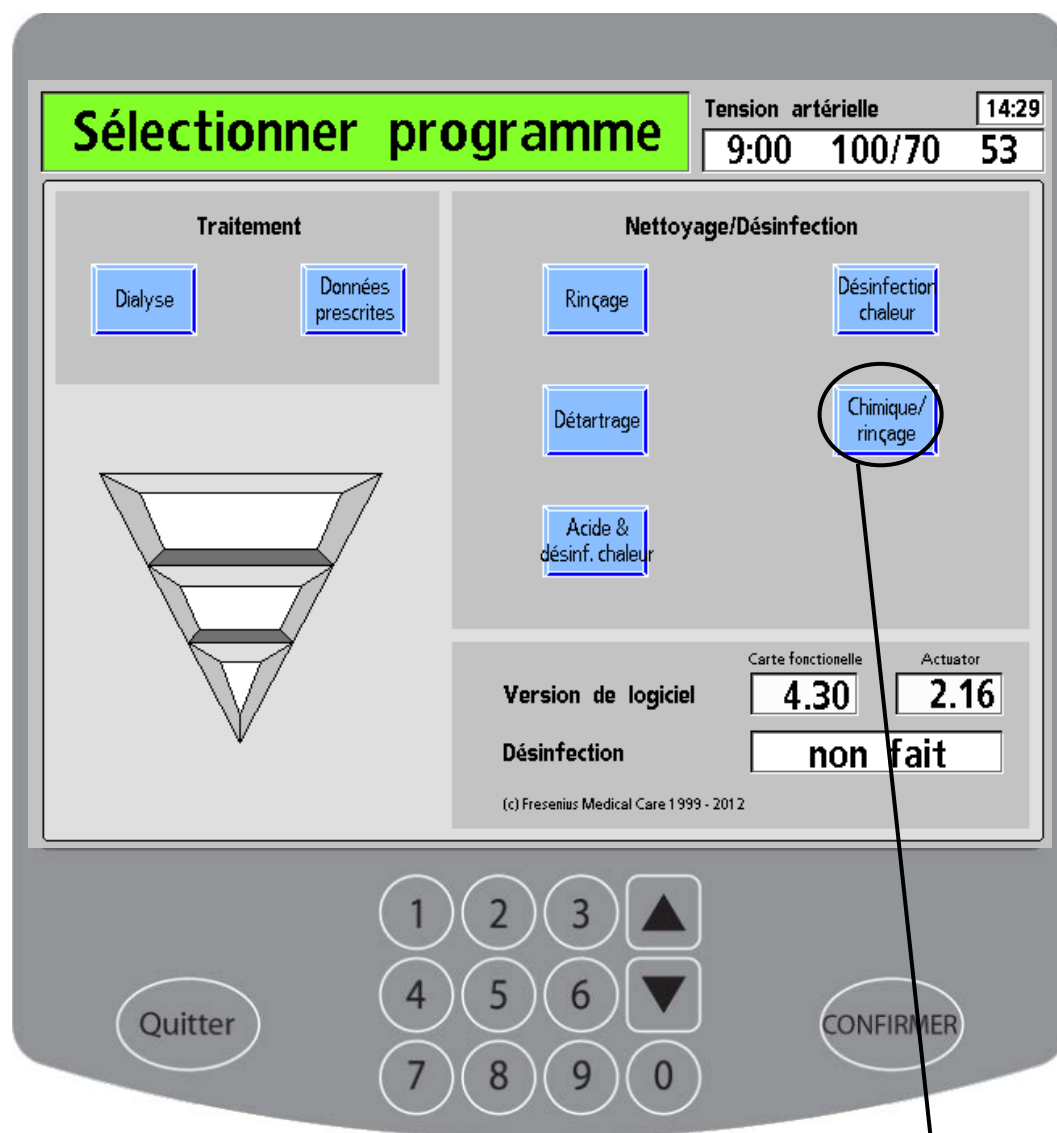 Sélectionner programme
Tension artérielle
14:29
9:00 100/70 53
Traitement
Dialyse
Données
prescrites
Nettoyage/Désinfection
Rinçage
Désinfection
chaleur
Détartrage
Chimique/
rinçage
Acide &
désinf. chaleur
Carte fonctionelle
Actuator
Version de logiciel
4.30
2.16
Désinfection
non fait
(c) Fresenius Medical Care 1999 - 2012
1 2 3
4 5 6
7 8 9 0
Quitter
CONFIRMER